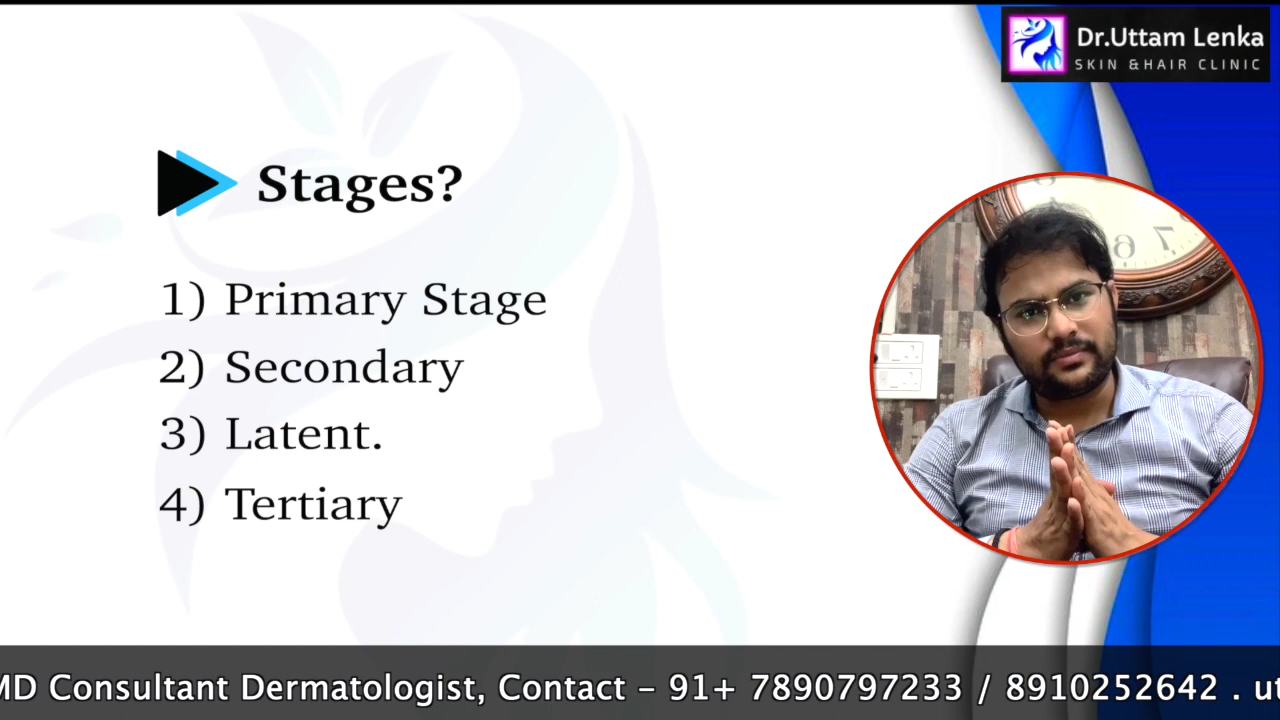 Dr.Uttam Lenka
SKIN &HAIR CLINIC
Stages?
1) Primary Stage
2) Secondary
3) Latent.
4) Tertiary
MD Consultant Dermatologist, Contact - 91+ 7890797233 / 8910252642 . ut